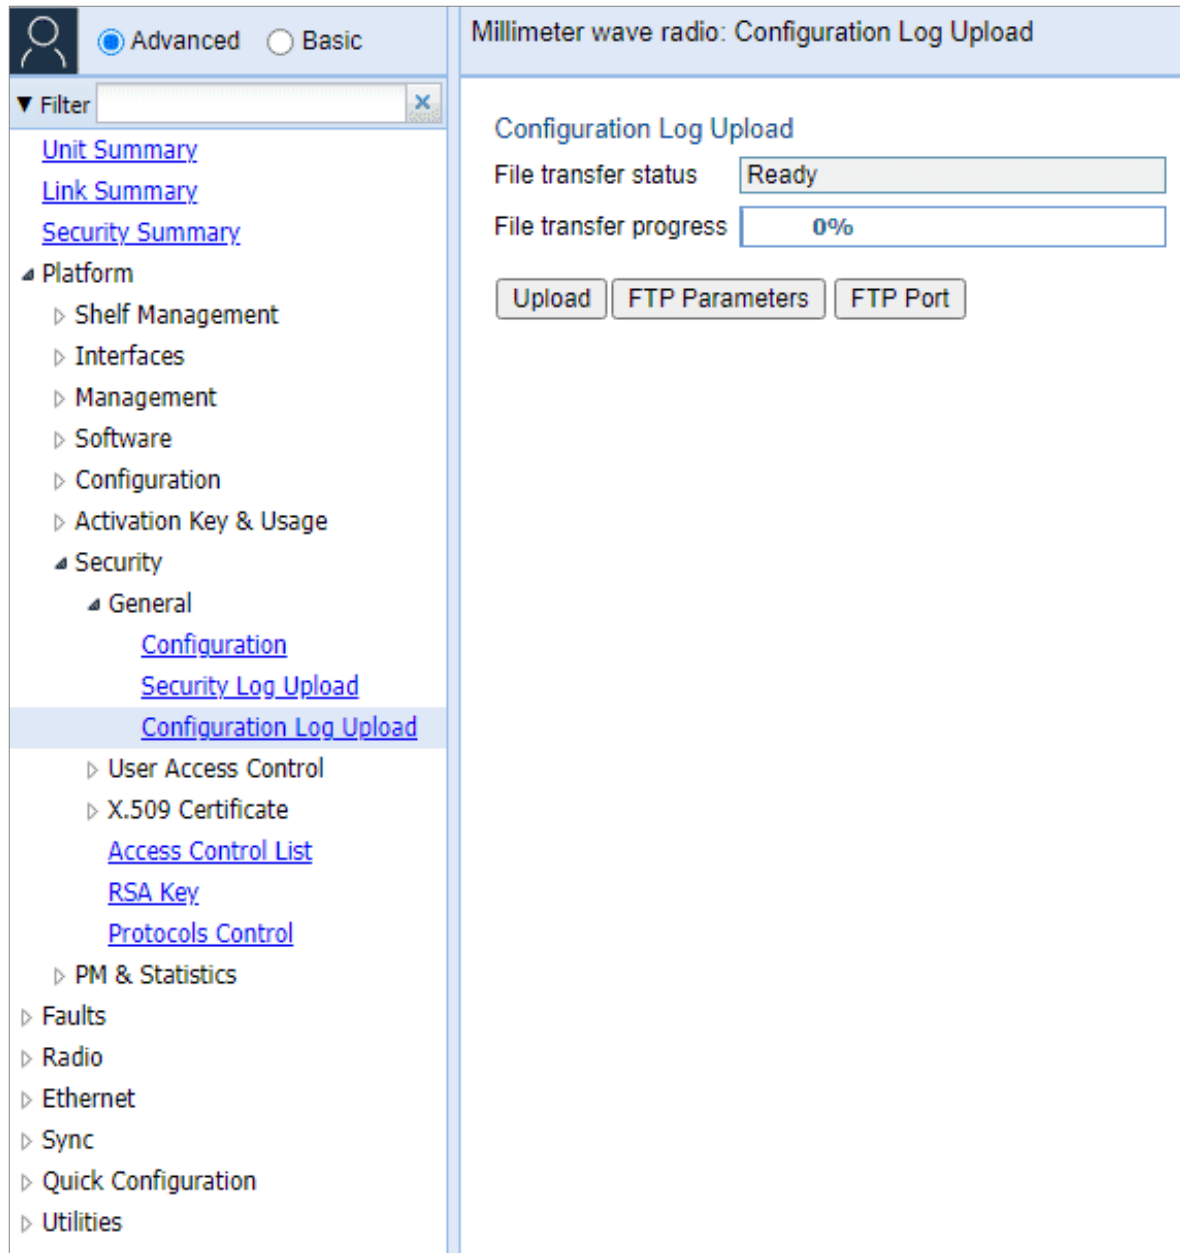 Advanced Basic
Millimeter wave radio: Configuration Log Upload
Filter
Unit Summary
Link Summary
Security Summary
Platform
Shelf Management
Interfaces
Management
Software
Configuration
Activation Key & Usage
Security
General
Configuration
Security Log Upload
Configuration Log Upload
User Access Control
X.509 Certificate
Access Control List
RSA Key
Protocols Control
PM & Statistics
Faults
Radio
Ethernet
Sync
Quick Configuration
Utilities
Configuration Log Upload
File transfer status Ready
File transfer progress 0%
Upload FTP Parameters FTP Port